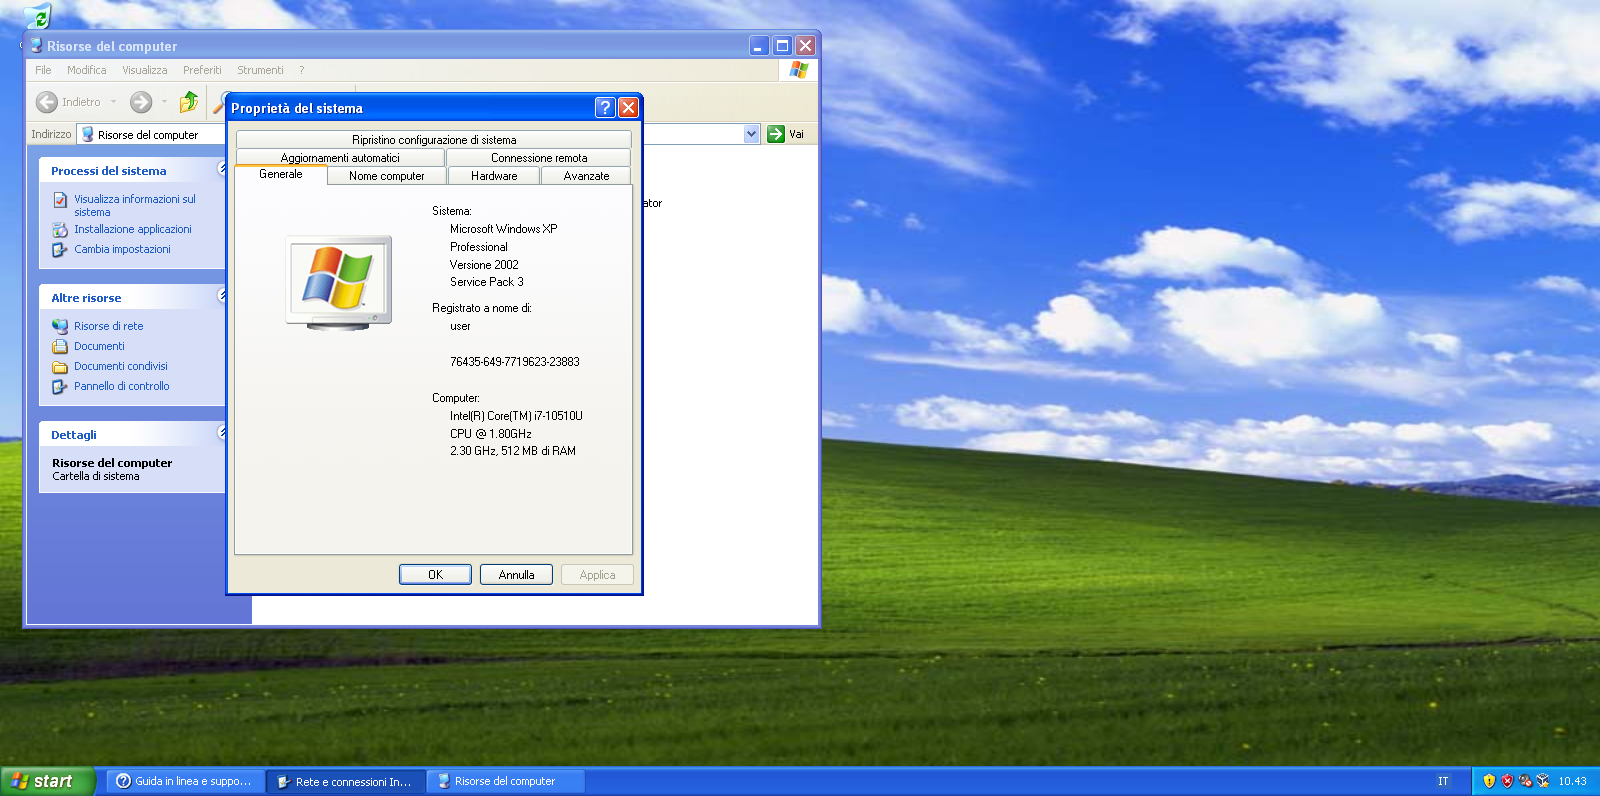 Risorse del computer
File Modifica Visualizza Preferiti Strumenti ?
Indietro
Indirizzo Risorse del computer Vai
Processi del sistema
Visualizza informazioni sul
sistema
Installazione applicazioni
Cambia impostazioni
Altre risorse
Risorse di rete
Documenti
Documenti condivisi
Pannello di controllo
Dettagli
Risorse del computer
Cartella di sistema
Proprietà del sistema
Ripristino configurazione di sistema
Aggiornamenti automatici Connessione remota
Generale Nome computer Hardware Avanzate
Sistema:
Microsoft Windows XP
Professional
Versione 2002
Service Pack 3
Registrato a nome di:
user
76435-649-7719623-23883
Computer:
Intel(R) Core(TM) i7-10510U
CPU @ 1.80GHz
2.30 GHz, 512 MB di RAM
OK Annulla Applica
ator
start Guida in linea e suppo... Rete e connessioni In... Risorse del computer IT 10.43